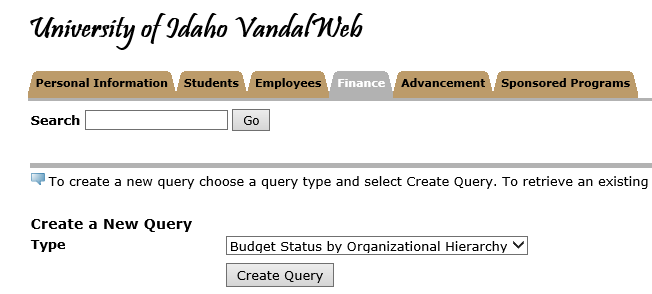 University of Idaho VandalWeb
Personal Information Students Employees Finance Advancement Sponsored Programs
Search Go
To create a new query choose a query type and select Create Query. To retrieve an existing
Create a New Query
Type Budget Status by Organizational Hierarchy
Create Query